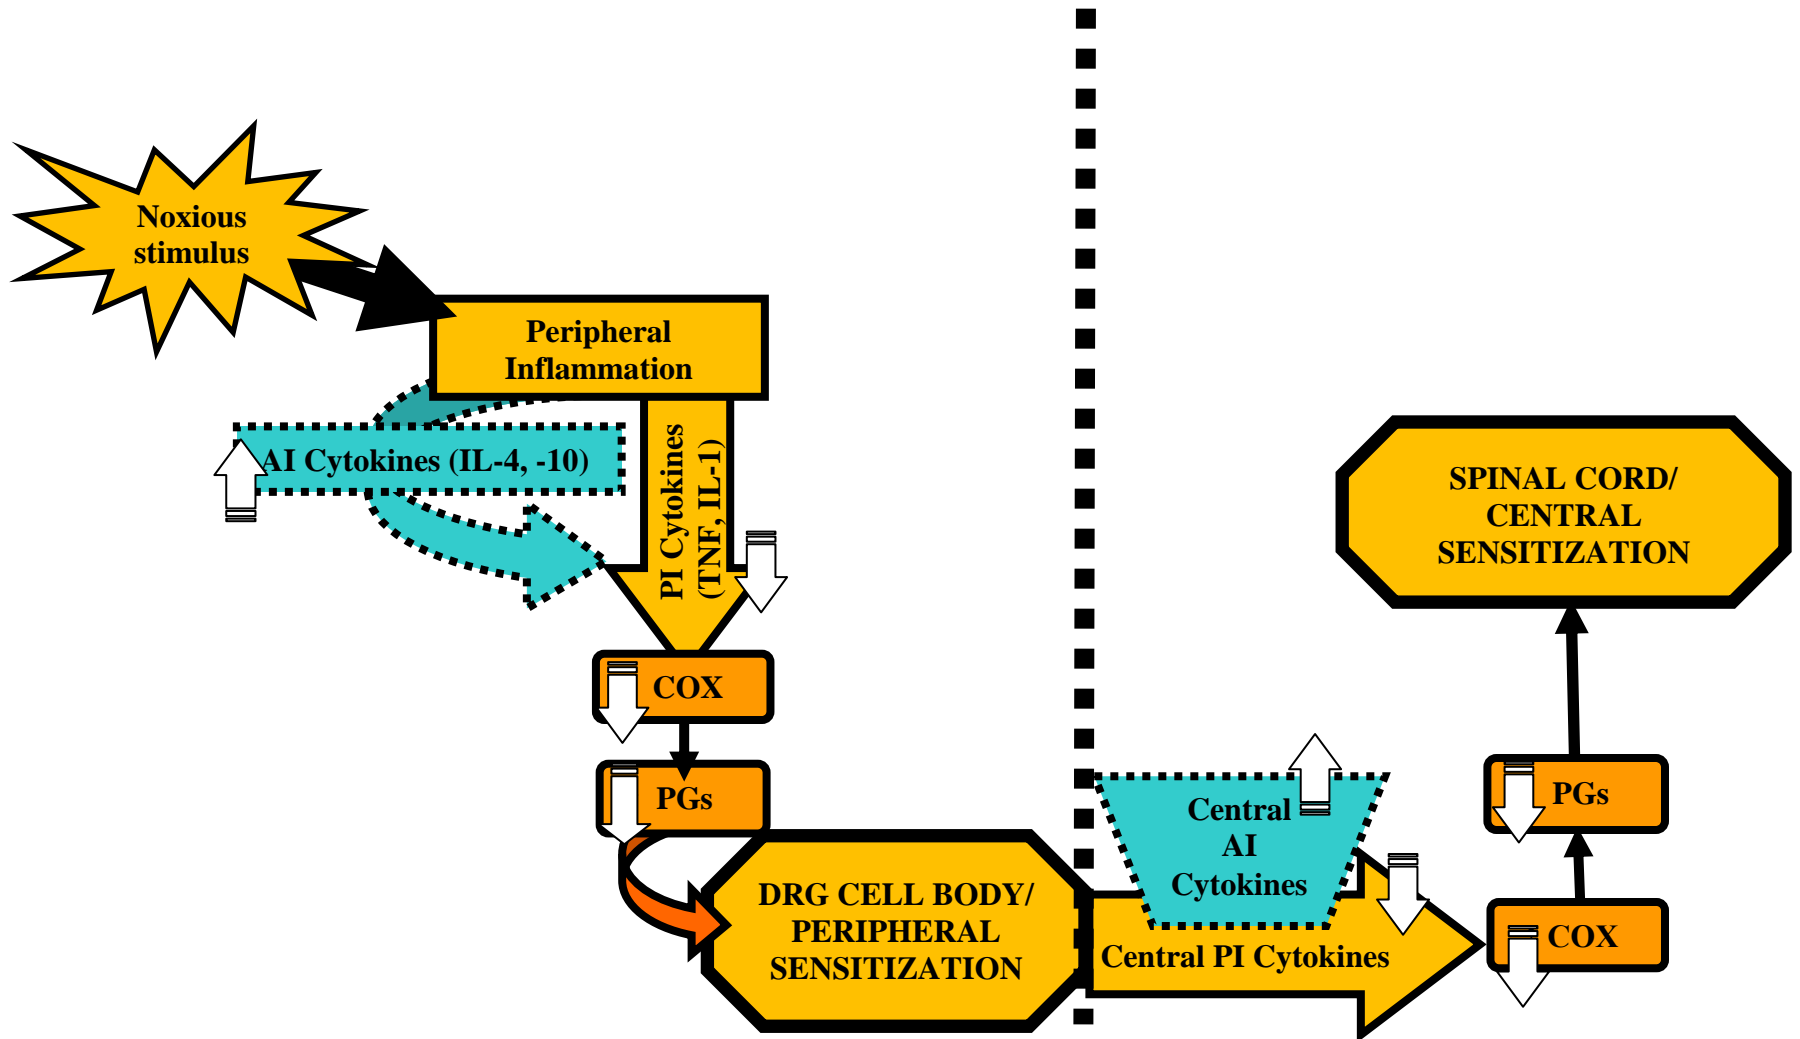 Noxious
stimulus
Peripheral
Inflammation
AI Cytokines (IL-4, -10)
PI Cytokines
(TNF, IL-1)
COX
PGs
DRG CELL BODY/
PERIPHERAL
SENSITIZATION
Central
AI
Cytokines
Central PI Cytokines
COX
PGs
SPINAL CORD/
CENTRAL
SENSITIZATION